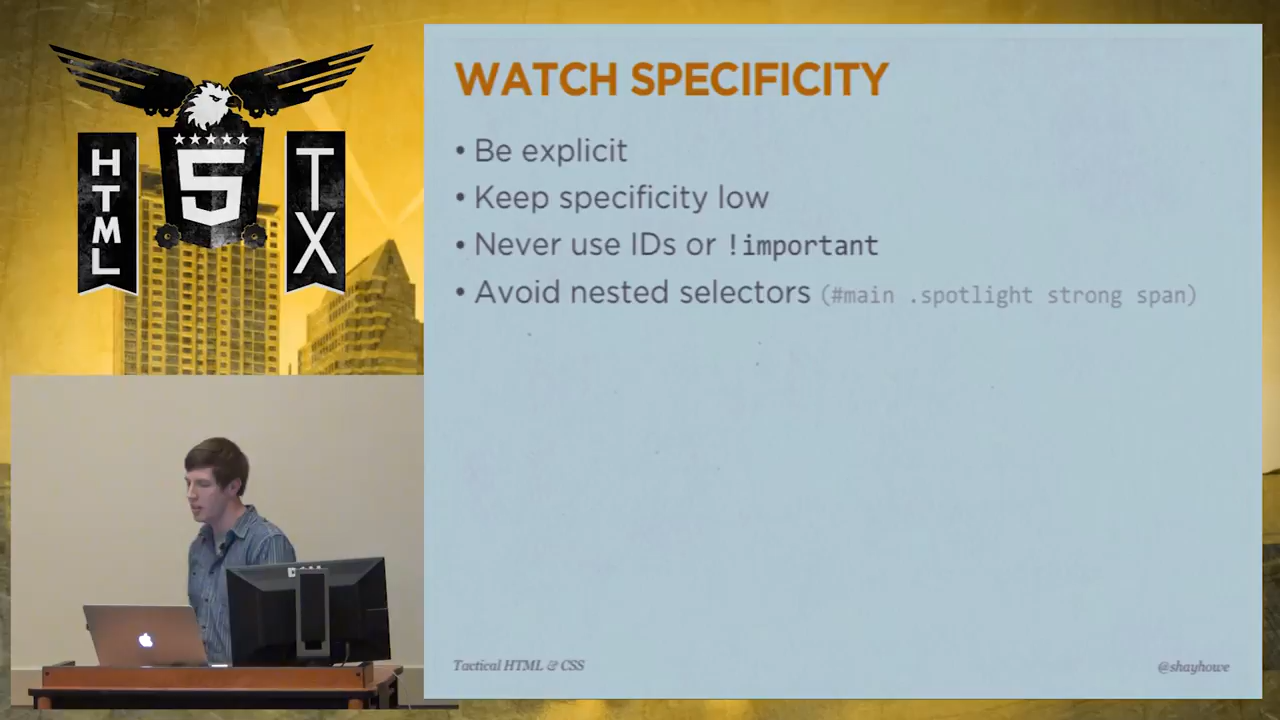 HTML
5
TX
WATCH SPECIFICITY
• Be explicit
• Keep specificity low
• Never use IDs or !important
• Avoid nested selectors (#main .spotlight strong span)
Tactical HTML & CSS
@shayhowe